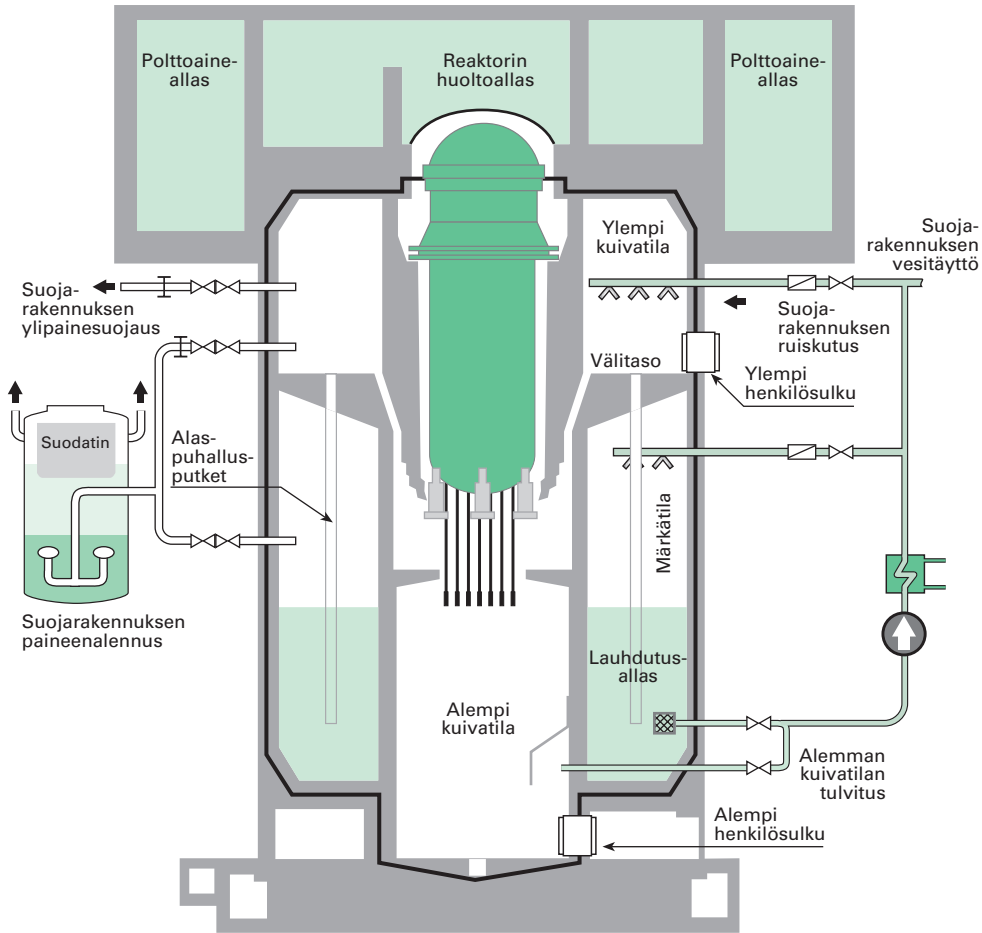 Polttoaine-
allas
Reaktorin
huoltoallas
Polttoaine-
allas
Ylempi
kuivatila
Suoja-
rakennuksen
vesitäyttö
Suoja-
rakennuksen
ylipainesuojaus
Suoja-
rakennuksen
ruiskutus
Välitaso
Ylempi
henkilösulku
Suodatin
Alas-
puhallus-
putket
Märkätila
Suojarakennuksen
paineenalennus
Lauhdutus-
allas
Alempi
kuivatila
Alemman
kuivatilan
tulvitus
Alempi
henkilösulku